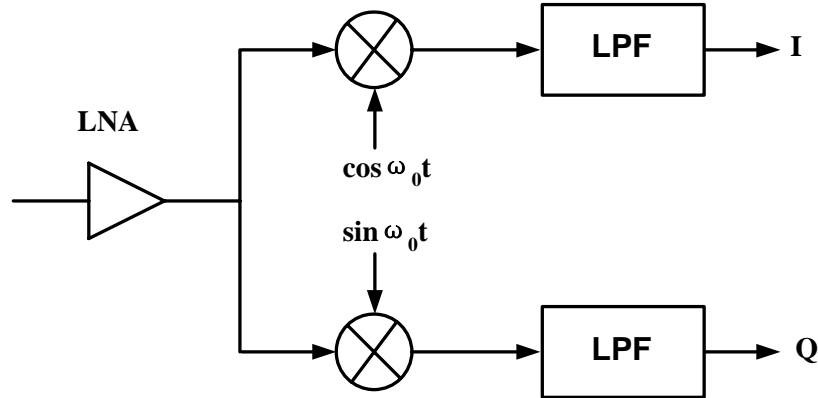 LPF
I
LNA
cos ω₀t
sin ω₀t
LPF
Q